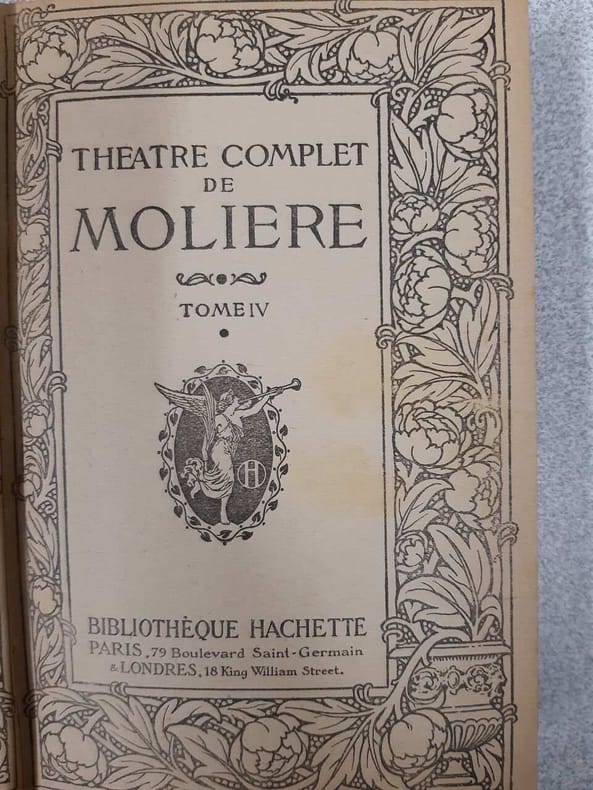 THEATRE COMPLET
DE
MOLIERE
TOME IV
H
BIBLIOTHÈQUE HACHETTE
PARIS, 79 Boulevard Saint-Germain
& LONDRES, 18 King William Street.